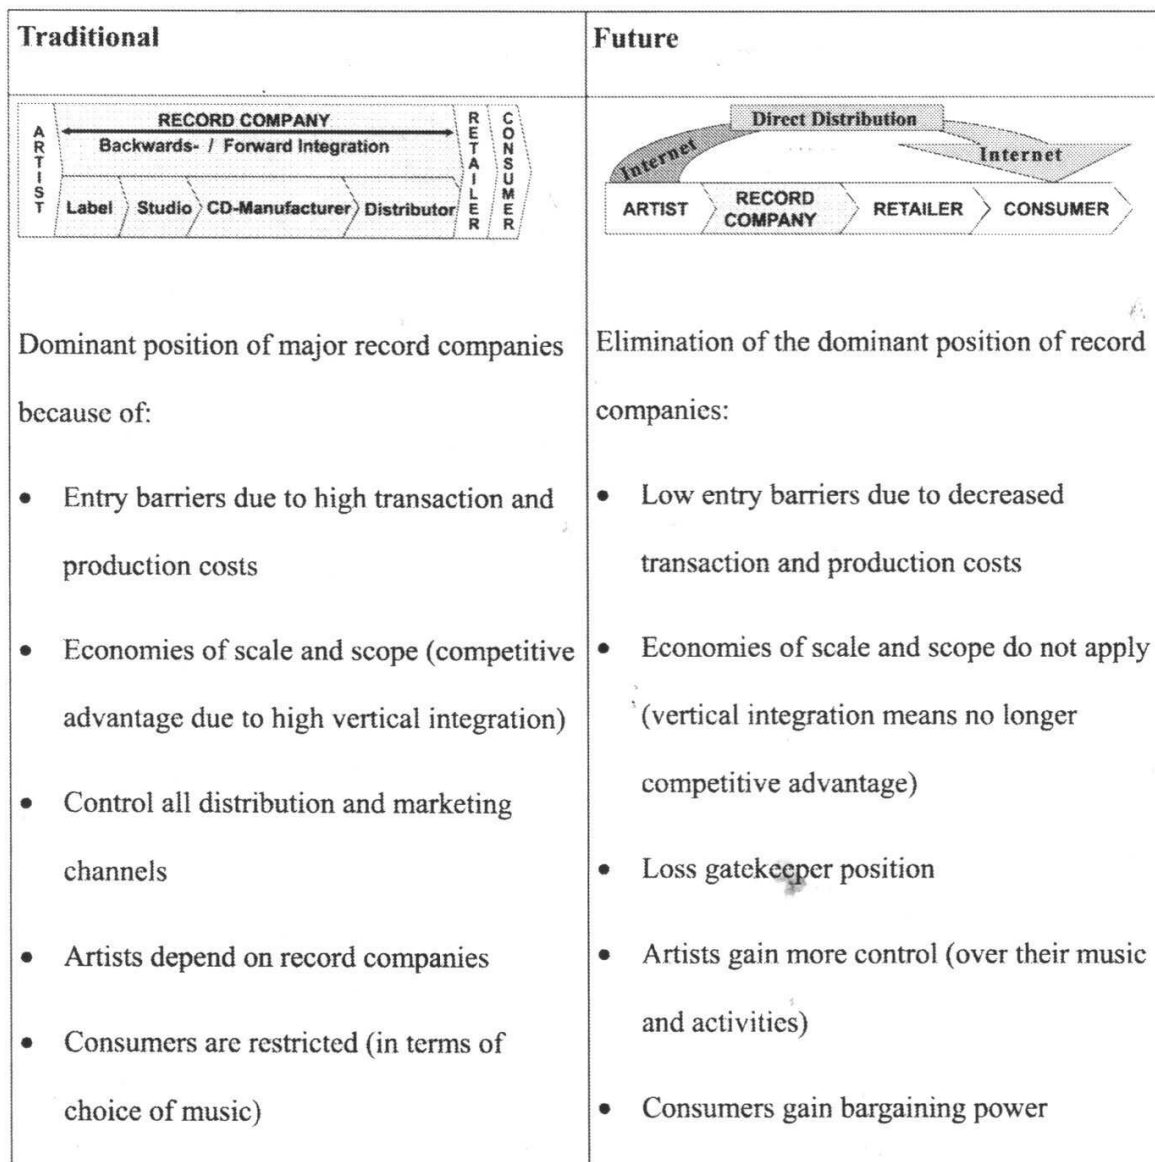 Traditional
ARTIST
RECORD COMPANY
Backwards- / Forward Integration
Label
Studio
CD-Manufacturer
Distributor
RETAILER
CONSUMER
Dominant position of major record companies
because of:
• Entry barriers due to high transaction and
production costs
• Economies of scale and scope (competitive
advantage due to high vertical integration)
• Control all distribution and marketing
channels
• Artists depend on record companies
• Consumers are restricted (in terms of
choice of music)
Future
Direct Distribution
Internet
Internet
ARTIST
RECORD
COMPANY
RETAILER
CONSUMER
Elimination of the dominant position of record
companies:
• Low entry barriers due to decreased
transaction and production costs
• Economies of scale and scope do not apply
(vertical integration means no longer
competitive advantage)
• Loss gatekeeper position
• Artists gain more control (over their music
and activities)
• Consumers gain bargaining power